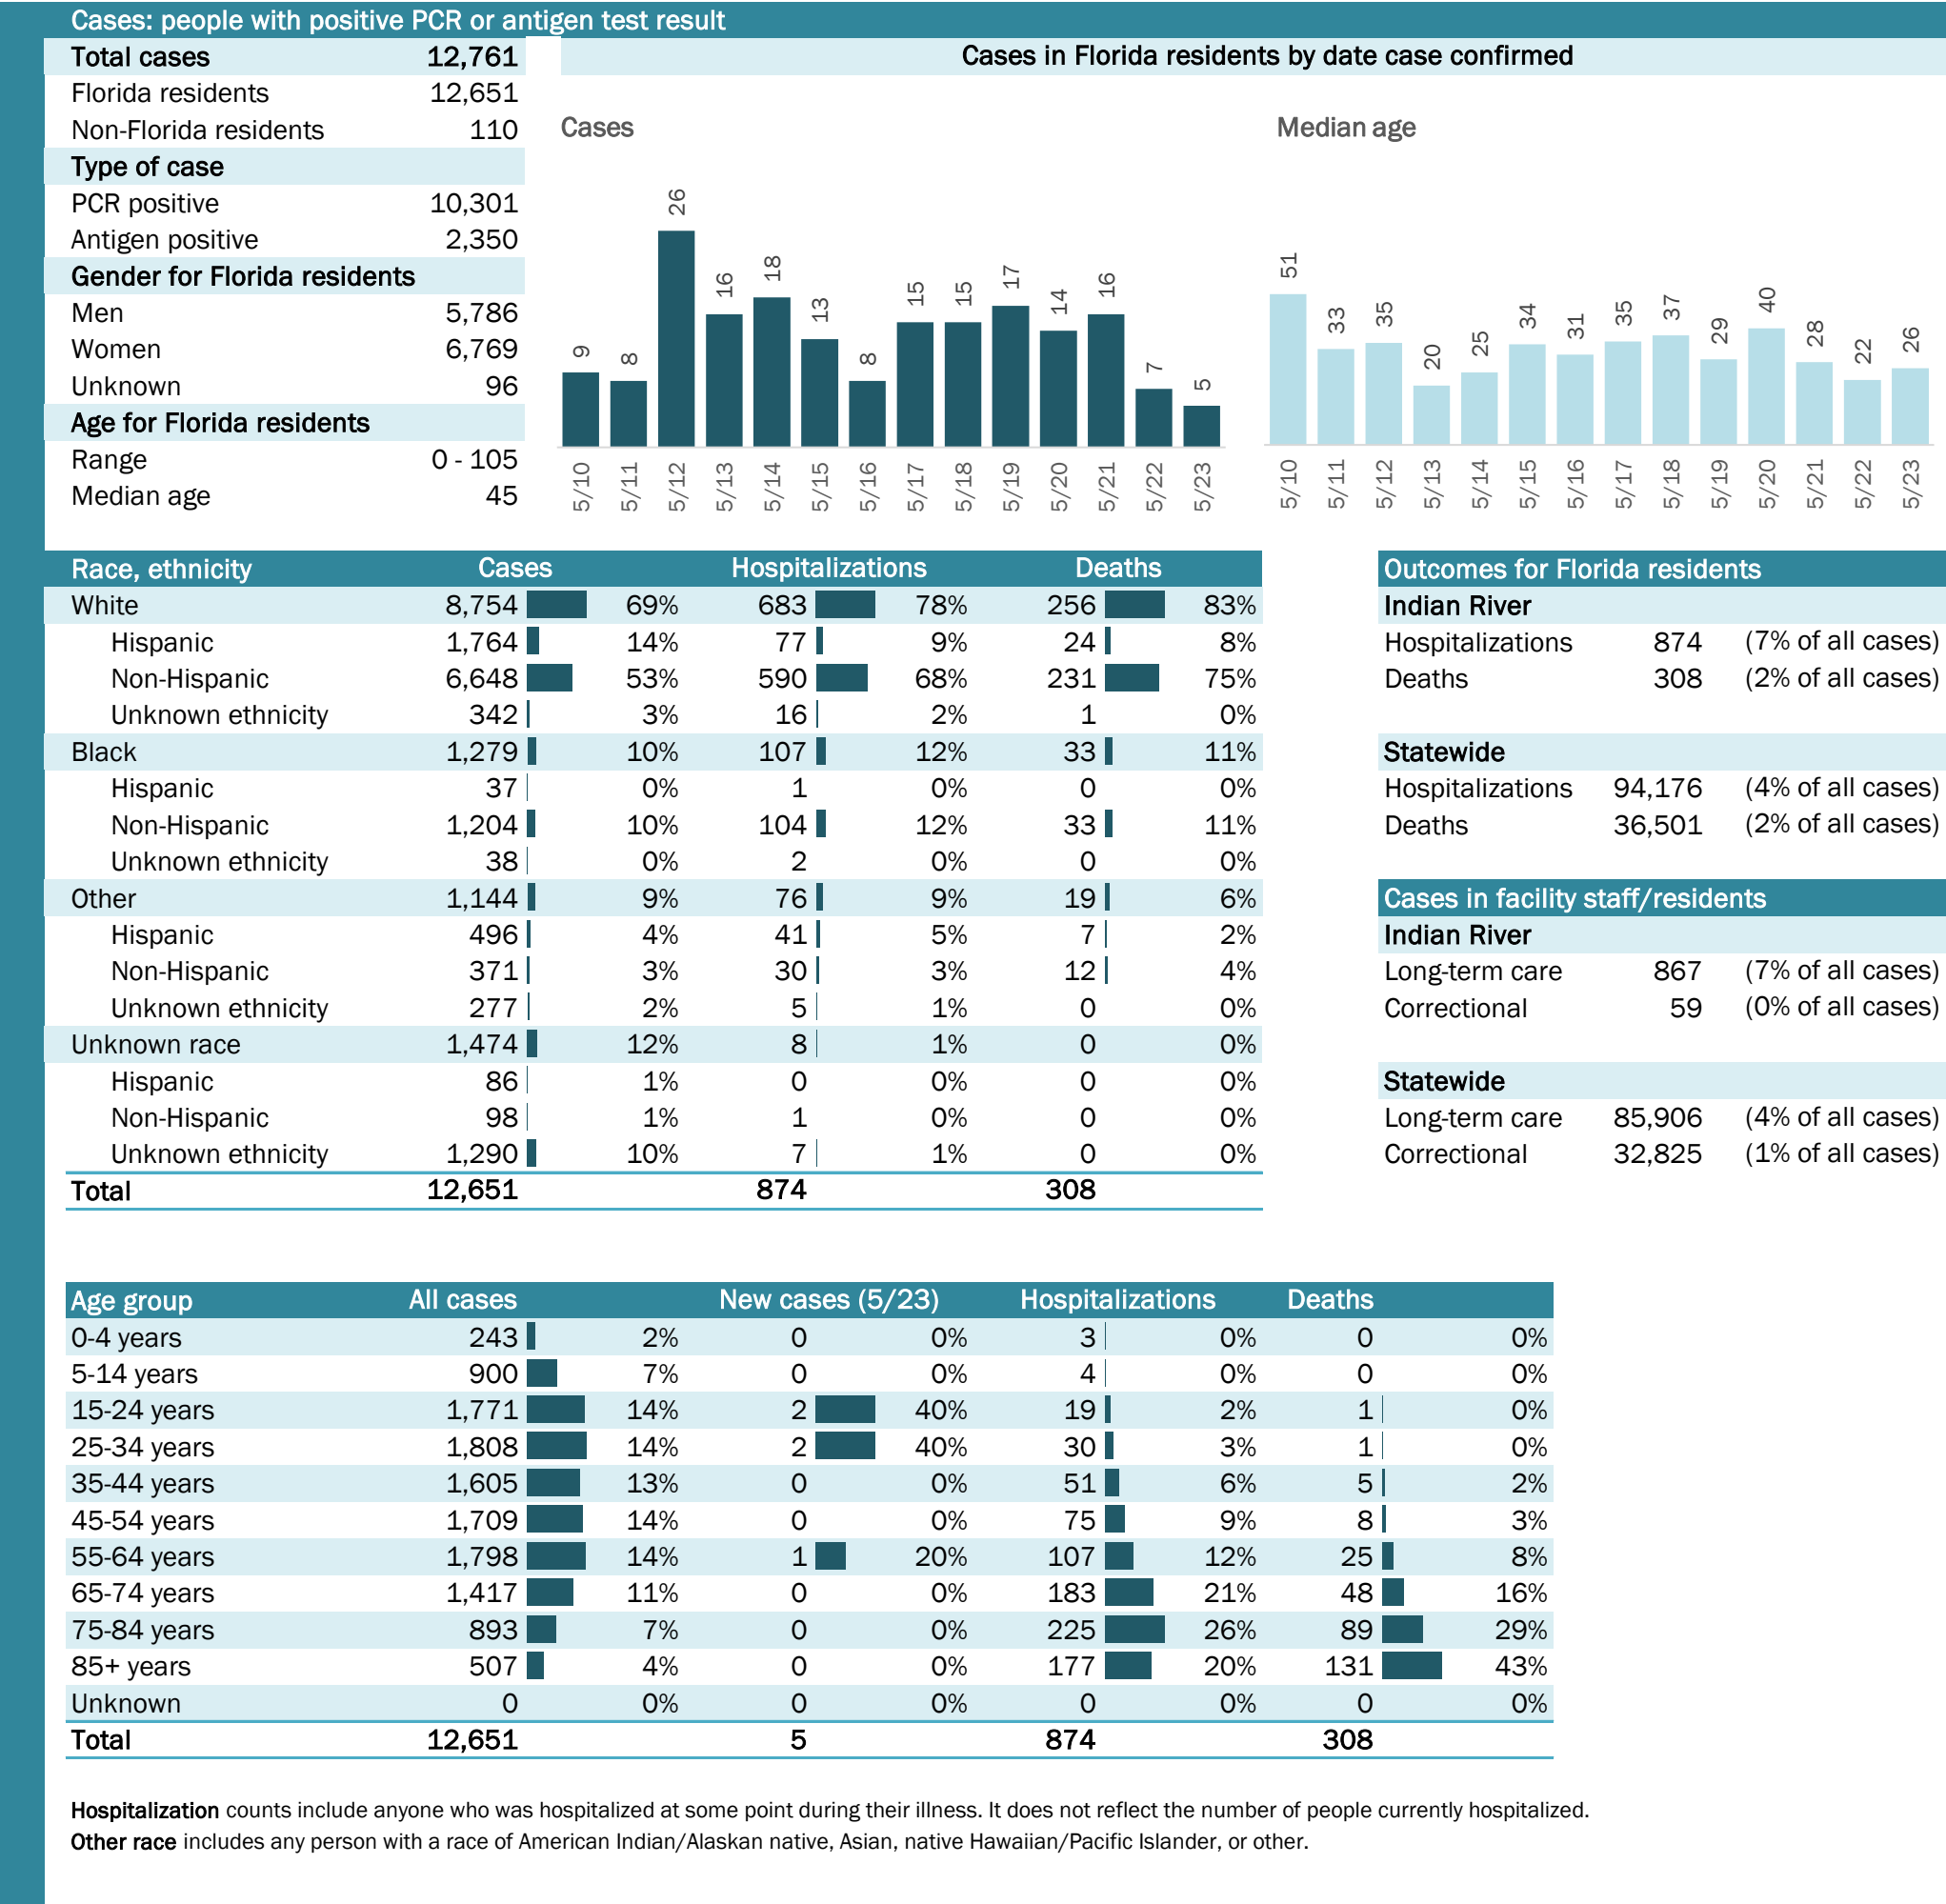 Cases: people with positive PCR or antigen test result
Total cases 12,761
Florida residents 12,651
Non-Florida residents 110
Type of case
PCR positive 10,301
Antigen positive 2,350
Gender for Florida residents
Men 5,786
Women 6,769
Unknown 96
Age for Florida residents
Range 0 - 105
Median age 45
Cases in Florida residents by date case confirmed
Cases
9 8 26 16 18 13 8 15 15 17 14 16 7 5
5/10 5/11 5/12 5/13 5/14 5/15 5/16 5/17 5/18 5/19 5/20 5/21 5/22 5/23
Median age
51 33 35 20 25 34 31 35 37 29 40 28 22 26
5/10 5/11 5/12 5/13 5/14 5/15 5/16 5/17 5/18 5/19 5/20 5/21 5/22 5/23
Race, ethnicity Cases Hospitalizations Deaths
White 8,754 69% 683 78% 256 83%
Hispanic 1,764 14% 77 9% 24 8%
Non-Hispanic 6,648 53% 590 68% 231 75%
Unknown ethnicity 342 3% 16 2% 1 0%
Black 1,279 10% 107 12% 33 11%
Hispanic 37 0% 1 0% 0 0%
Non-Hispanic 1,204 10% 104 12% 33 11%
Unknown ethnicity 38 0% 2 0% 0 0%
Other 1,144 9% 76 9% 19 6%
Hispanic 496 4% 41 5% 7 2%
Non-Hispanic 371 3% 30 3% 12 4%
Unknown ethnicity 277 2% 5 1% 0 0%
Unknown race 1,474 12% 8 1% 0 0%
Hispanic 86 1% 0 0% 0 0%
Non-Hispanic 98 1% 1 0% 0 0%
Unknown ethnicity 1,290 10% 7 1% 0 0%
Total 12,651 874 308
Outcomes for Florida residents
Indian River
Hospitalizations 874 (7% of all cases)
Deaths 308 (2% of all cases)
Statewide
Hospitalizations 94,176 (4% of all cases)
Deaths 36,501 (2% of all cases)
Cases in facility staff/residents
Indian River
Long-term care 867 (7% of all cases)
Correctional 59 (0% of all cases)
Statewide
Long-term care 85,906 (4% of all cases)
Correctional 32,825 (1% of all cases)
Age group All cases New cases (5/23) Hospitalizations Deaths
0-4 years 243 2% 0 0% 3 0% 0 0%
5-14 years 900 7% 0 0% 4 0% 0 0%
15-24 years 1,771 14% 2 40% 19 2% 1 0%
25-34 years 1,808 14% 2 40% 30 3% 1 0%
35-44 years 1,605 13% 0 0% 51 6% 5 2%
45-54 years 1,709 14% 0 0% 75 9% 8 3%
55-64 years 1,798 14% 1 20% 107 12% 25 8%
65-74 years 1,417 11% 0 0% 183 21% 48 16%
75-84 years 893 7% 0 0% 225 26% 89 29%
85+ years 507 4% 0 0% 177 20% 131 43%
Unknown 0 0% 0 0% 0 0% 0 0%
Total 12,651 5 874 308
Hospitalization counts include anyone who was hospitalized at some point during their illness. It does not reflect the number of people currently hospitalized.
Other race includes any person with a race of American Indian/Alaskan native, Asian, native Hawaiian/Pacific Islander, or other.